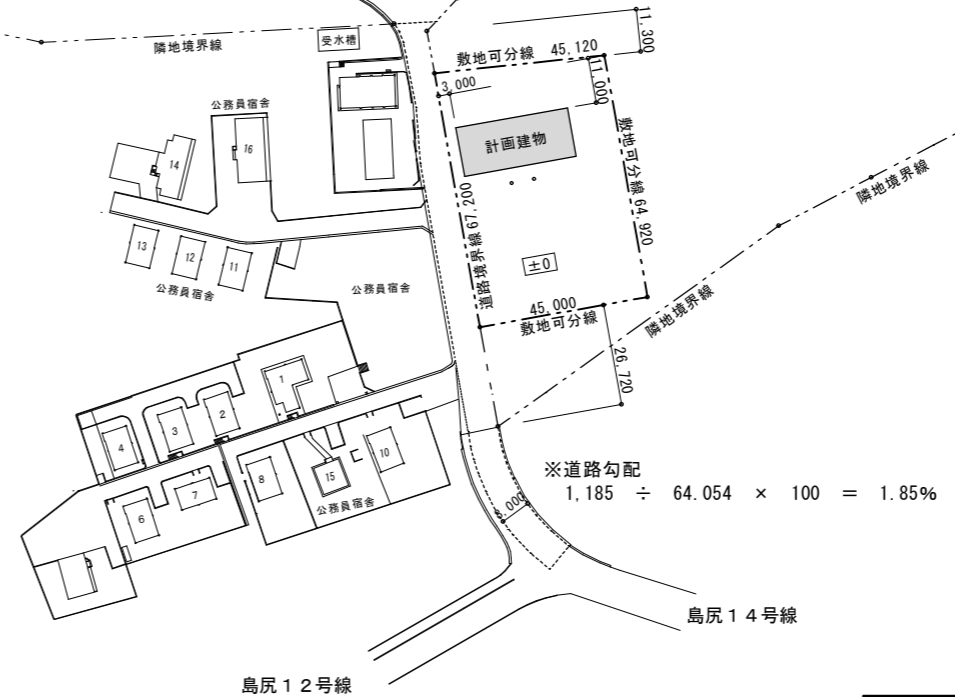 隣地境界線
受水槽
敷地可分線 45,120
11,300
3,000
11,000
公務員宿舎
計画建物
敷地可分線 64,920
16
14
道路境界線 67,200
隣地境界線
±0
13
12
11
公務員宿舎
公務員宿舎
45,000
敷地可分線
隣地境界線
26,720
1
2
3
4
10
15
8
7
6
公務員宿舎
※道路勾配
1,185 ÷ 64.054 × 100 = 1.85%
8,000
島尻14号線
島尻12号線